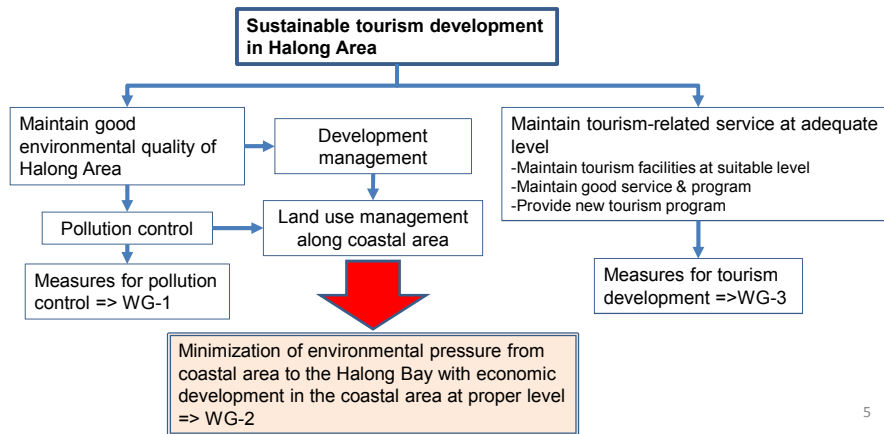 Sustainable tourism development
in Halong Area
Maintain good
environmental quality of
Halong Area
Development
management
Maintain tourism-related service at adequate
level
-Maintain tourism facilities at suitable level
-Maintain good service & program
-Provide new tourism program
Pollution control
Land use management
along coastal area
Measures for pollution
control => WG-1
Measures for tourism
development =>WG-3
Minimization of environmental pressure from
coastal area to the Halong Bay with economic
development in the coastal area at proper level
=> WG-2
5